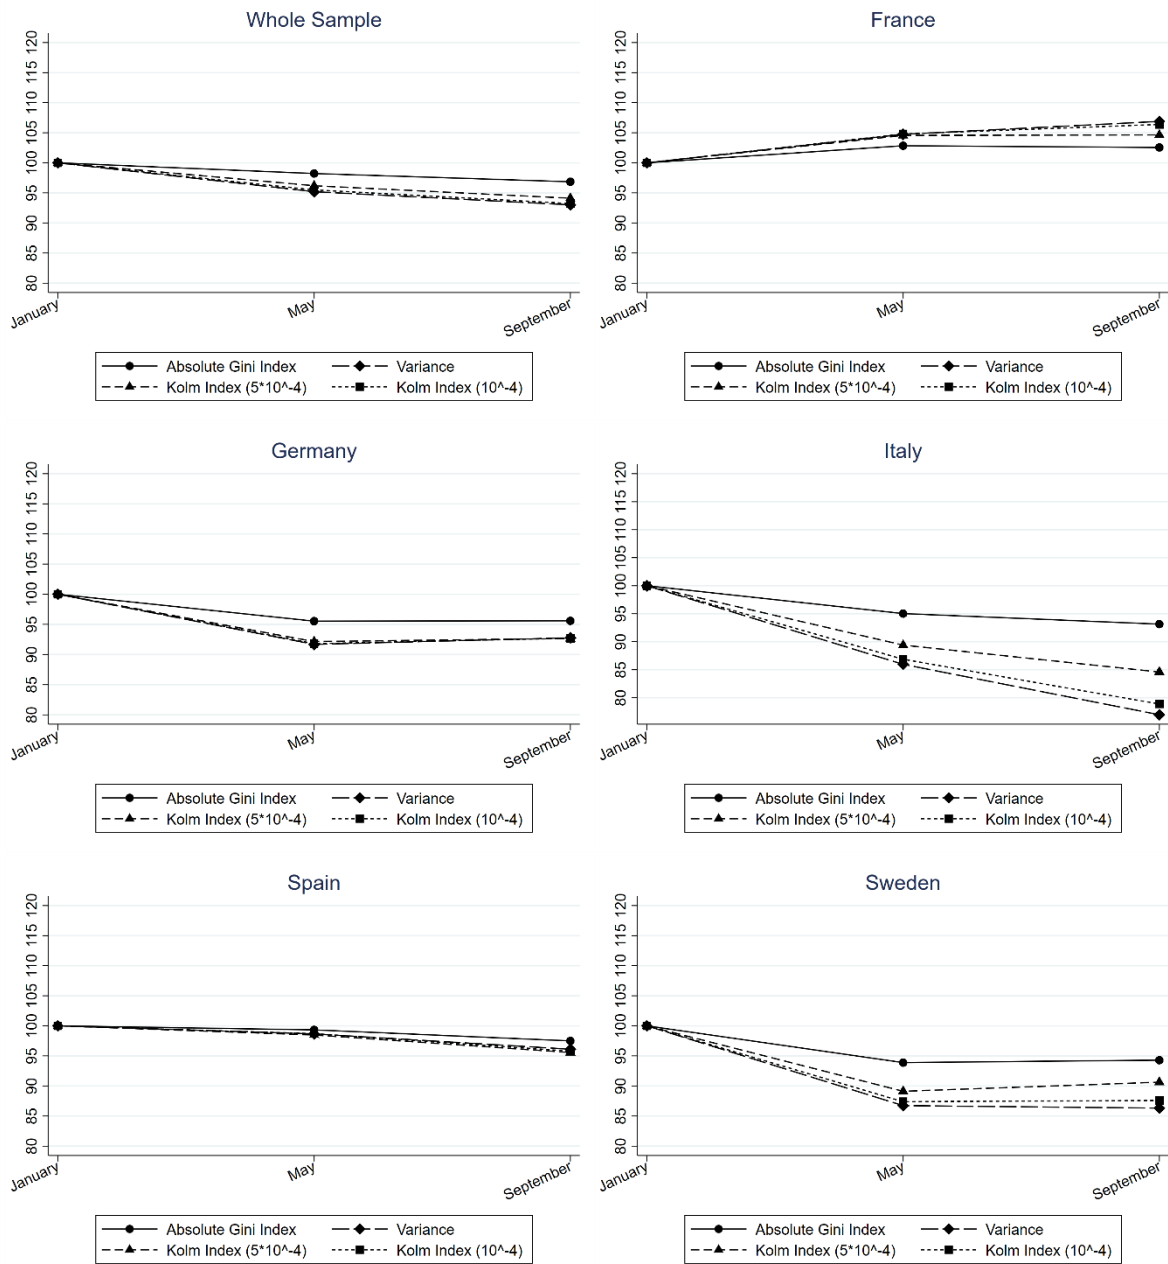 Whole Sample
120
115
110
105
100
95
90
85
80
January
May
September
Absolute Gini Index
Variance
Kolm Index (5*10^-4)
Kolm Index (10^-4)
France
120
115
110
105
100
95
90
85
80
January
May
September
Absolute Gini Index
Variance
Kolm Index (5*10^-4)
Kolm Index (10^-4)
Germany
120
115
110
105
100
95
90
85
80
January
May
September
Absolute Gini Index
Variance
Kolm Index (5*10^-4)
Kolm Index (10^-4)
Italy
120
115
110
105
100
95
90
85
80
January
May
September
Absolute Gini Index
Variance
Kolm Index (5*10^-4)
Kolm Index (10^-4)
Spain
120
115
110
105
100
95
90
85
80
January
May
September
Absolute Gini Index
Variance
Kolm Index (5*10^-4)
Kolm Index (10^-4)
Sweden
120
115
110
105
100
95
90
85
80
January
May
September
Absolute Gini Index
Variance
Kolm Index (5*10^-4)
Kolm Index (10^-4)